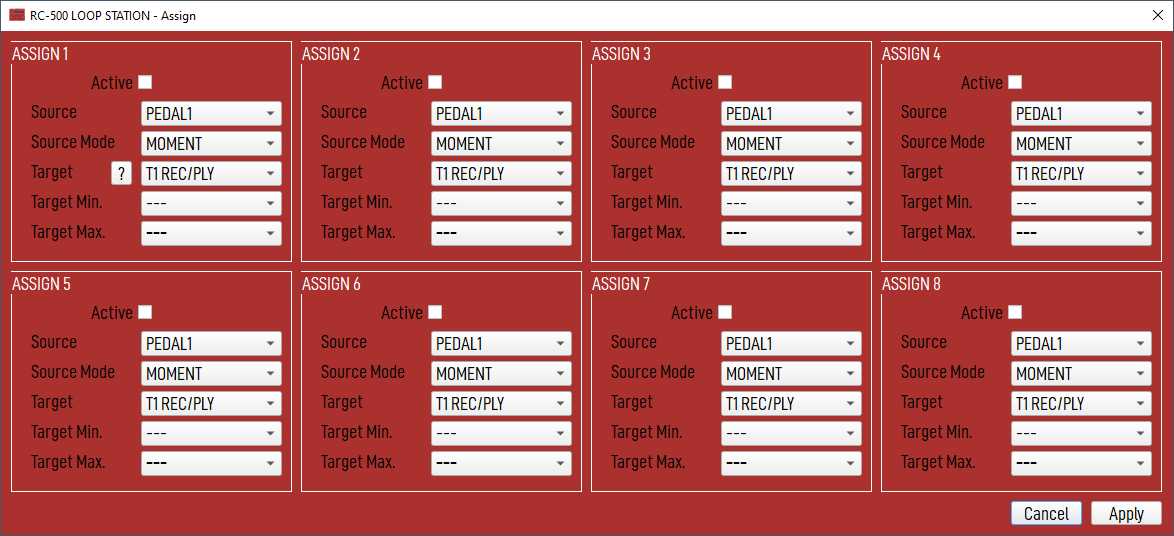 RC-500 LOOP STATION - Assign
ASSIGN 1
Active
Source PEDAL1
Source Mode MOMENT
Target ? T1 REC/PLY
Target Min. ---
Target Max. ---
ASSIGN 2
Active
Source PEDAL1
Source Mode MOMENT
Target T1 REC/PLY
Target Min. ---
Target Max. ---
ASSIGN 3
Active
Source PEDAL1
Source Mode MOMENT
Target T1 REC/PLY
Target Min. ---
Target Max. ---
ASSIGN 4
Active
Source PEDAL1
Source Mode MOMENT
Target T1 REC/PLY
Target Min. ---
Target Max. ---
ASSIGN 5
Active
Source PEDAL1
Source Mode MOMENT
Target T1 REC/PLY
Target Min. ---
Target Max. ---
ASSIGN 6
Active
Source PEDAL1
Source Mode MOMENT
Target T1 REC/PLY
Target Min. ---
Target Max. ---
ASSIGN 7
Active
Source PEDAL1
Source Mode MOMENT
Target T1 REC/PLY
Target Min. ---
Target Max. ---
ASSIGN 8
Active
Source PEDAL1
Source Mode MOMENT
Target T1 REC/PLY
Target Min. ---
Target Max. ---
Cancel Apply